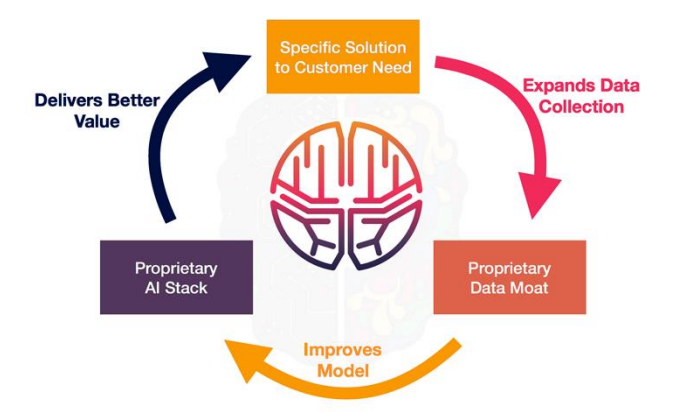 Specific Solution
to Customer Need
Delivers Better
Value
Expands Data
Collection
Proprietary
AI Stack
Proprietary
Data Moat
Improves
Model